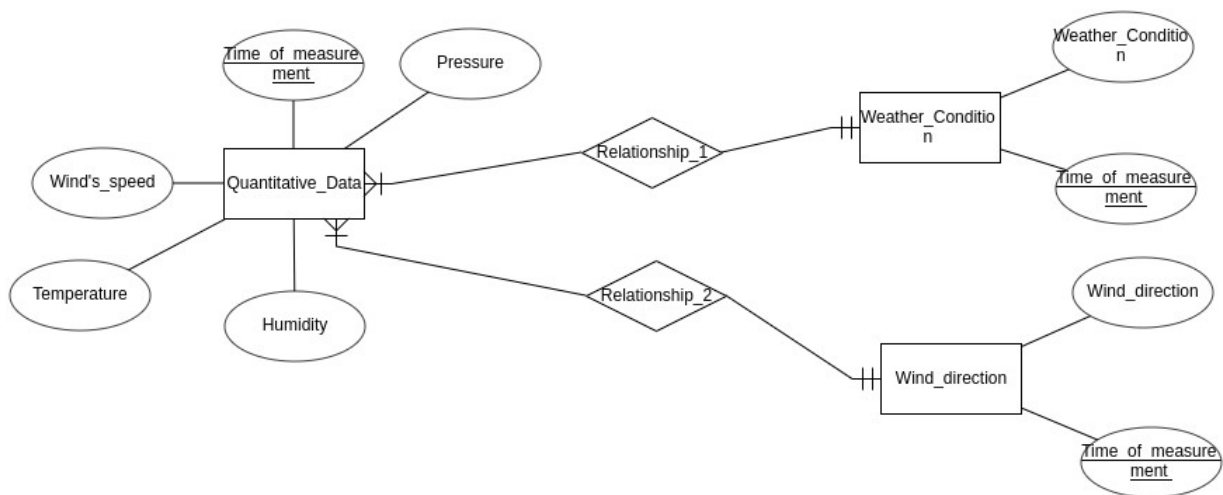 Time_of_measure
ment
Pressure
Weather_Conditio
n
Wind's_speed
Quantitative_Data
Relationship_1
Weather_Conditio
n
Time_of_measure
ment
Temperature
Humidity
Relationship_2
Wind_direction
Wind_direction
Time_of_measure
ment